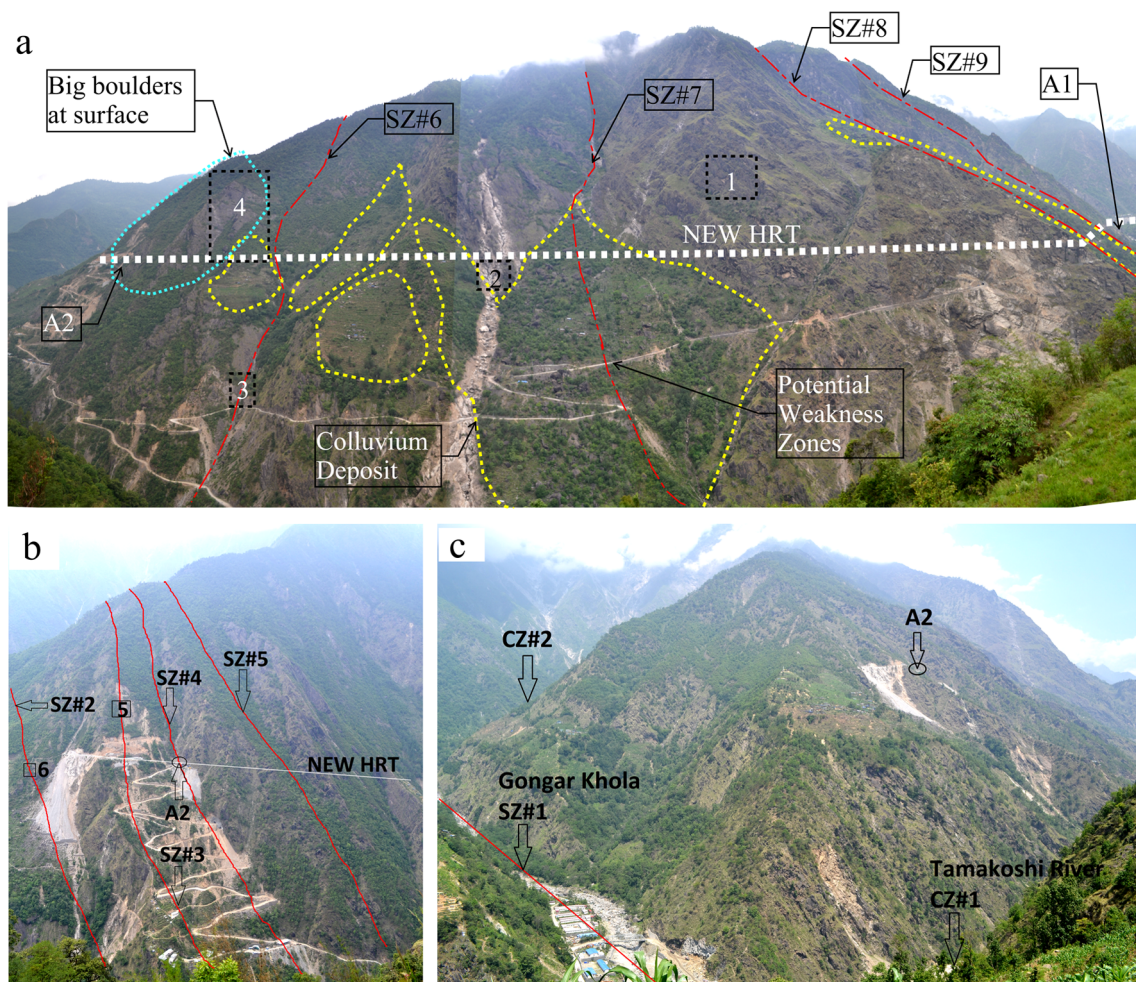 a
SZ#8
SZ#9
A1
Big boulders
at surface
SZ#6
SZ#7
1
4
NEW HRT
2
A2
3
Potential
Weakness
Zones
Colluvium
Deposit
b
SZ#5
SZ#4
SZ#2
5
6
NEW HRT
A2
SZ#3
c
A2
CZ#2
Gongar Khola
SZ#1
Tamakoshi River
CZ#1